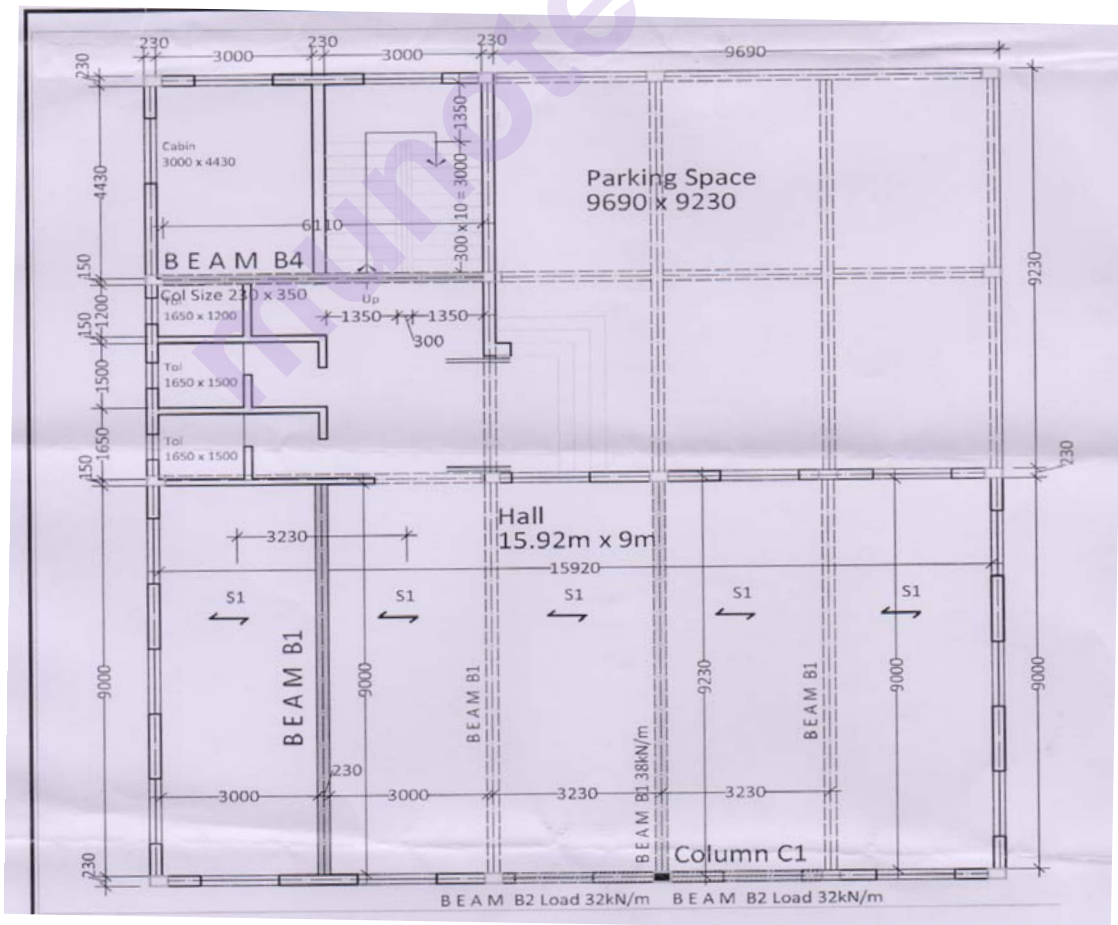 230
3000
230
3000
230
9690
230
4430
150
1200
150
1500
1650
150
9000
230
Cabin
3000 x 4430
1350
300 x 10 = 3000
6110
Parking Space
9690 x 9230
9230
230
BEAM B4
Col Size 230 x 350
Toi
1650 x 1200
Up
1350
1350
300
Toi
1650 x 1500
Toi
1650 x 1500
3230
Hall
15.92m x 9m
15920
S1
S1
S1
S1
S1
BEAM B1
9000
BEAM B1
9230
BEAM B1
9000
9000
BEAM B1 38kN/m
230
3000
3000
3230
3230
Column C1
BEAM B2 Load 32kN/m
BEAM B2 Load 32kN/m
munote